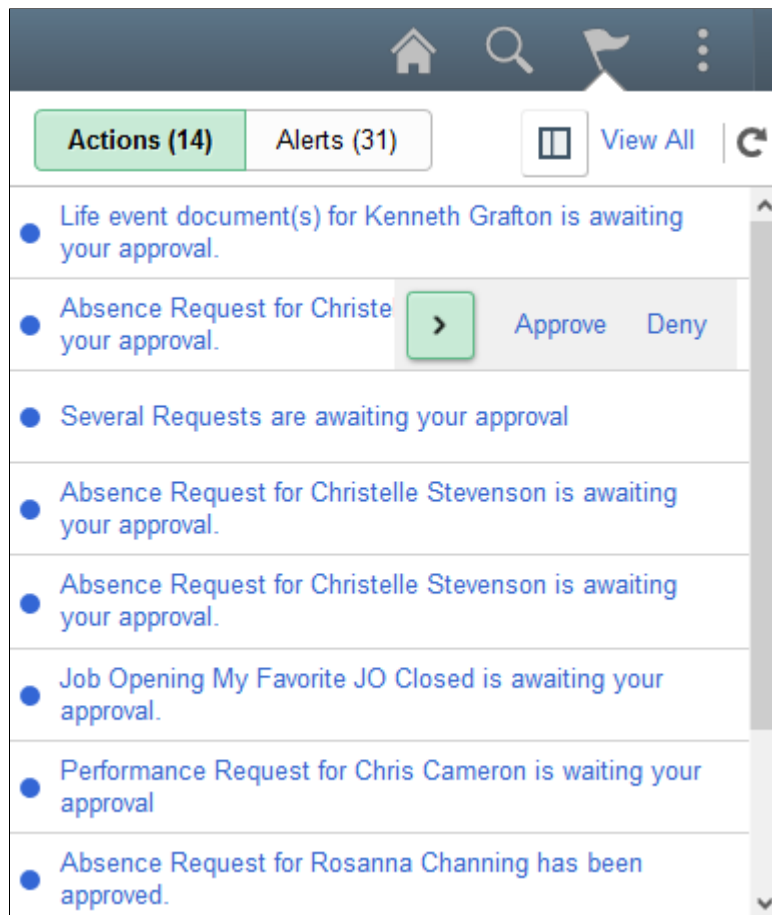 Actions (14) Alerts (31) View All
Life event document(s) for Kenneth Grafton is awaiting
your approval.
Absence Request for Christe Approve Deny
your approval.
Several Requests are awaiting your approval
Absence Request for Christelle Stevenson is awaiting
your approval.
Absence Request for Christelle Stevenson is awaiting
your approval.
Job Opening My Favorite JO Closed is awaiting your
approval.
Performance Request for Chris Cameron is waiting your
approval
Absence Request for Rosanna Channing has been
approved.